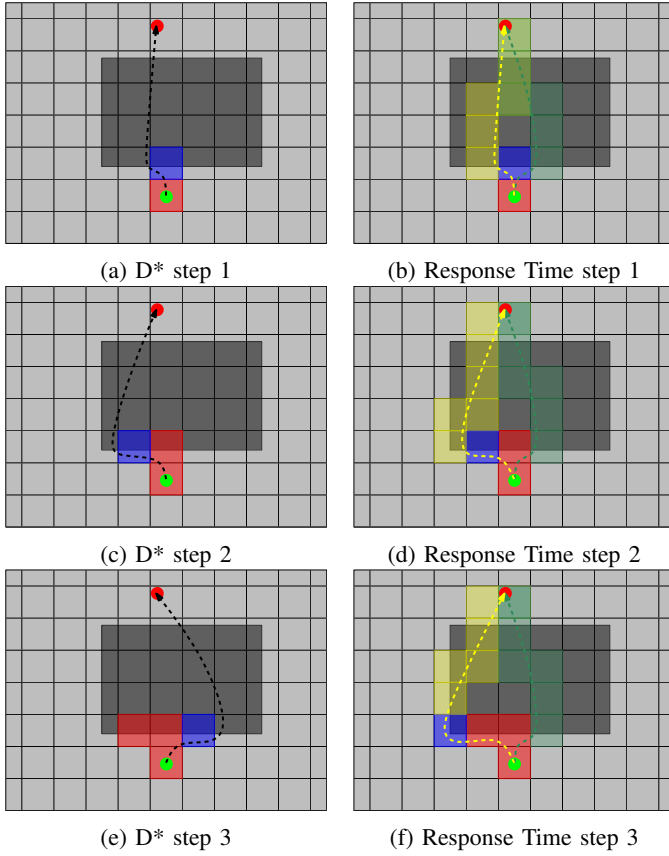 (a) D* step 1
(b) Response Time step 1
(c) D* step 2
(d) Response Time step 2
(e) D* step 3
(f) Response Time step 3